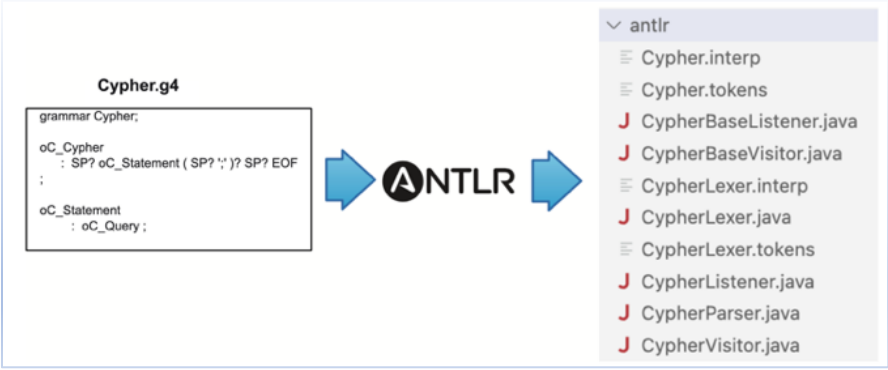 Cypher.g4
grammar Cypher;
oC_Cypher
: SP? oC_Statement ( SP? ';' )? SP? EOF
;
oC_Statement
: oC_Query ;
ANTLR
antlr
Cypher.interp
Cypher.tokens
J CypherBaseListener.java
J CypherBaseVisitor.java
CypherLexer.interp
J CypherLexer.java
CypherLexer.tokens
J CypherListener.java
J CypherParser.java
J CypherVisitor.java